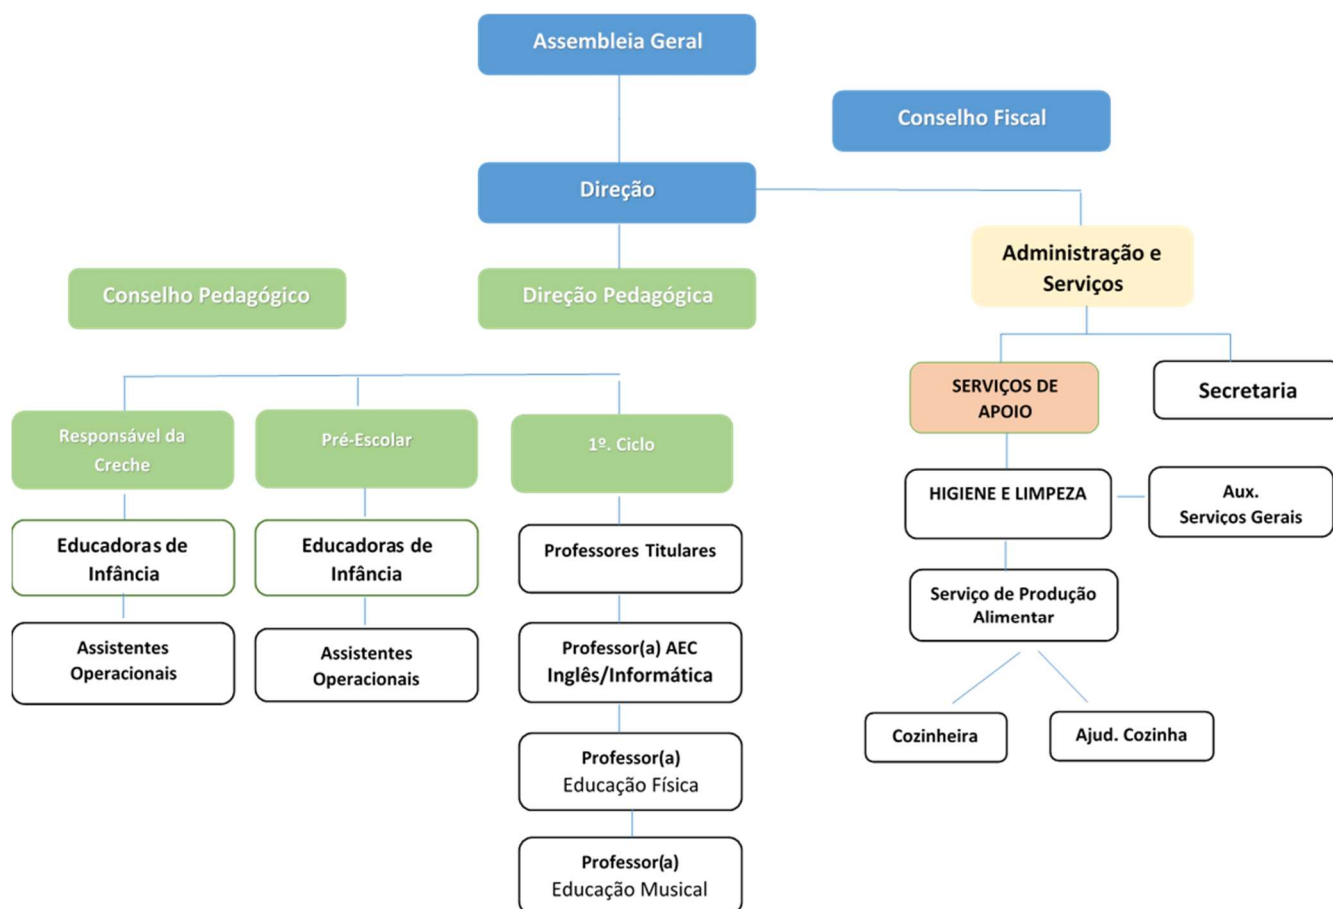 Assembleia Geral
Conselho Fiscal
Direção
Administração e
Serviços
Conselho Pedagógico
Direção Pedagógica
SERVIÇOS DE
APOIO
Secretaria
Responsável da
Creche
Pré-Escolar
1º. Ciclo
HIGIENE E LIMPEZA
Aux.
Serviços Gerais
Educadoras de
Infância
Educadoras de
Infância
Professores Titulares
Serviço de Produção
Alimentar
Assistentes
Operacionais
Assistentes
Operacionais
Professor(a) AEC
Inglês/Informática
Cozinheira
Ajud. Cozinha
Professor(a)
Educação Física
Professor(a)
Educação Musical